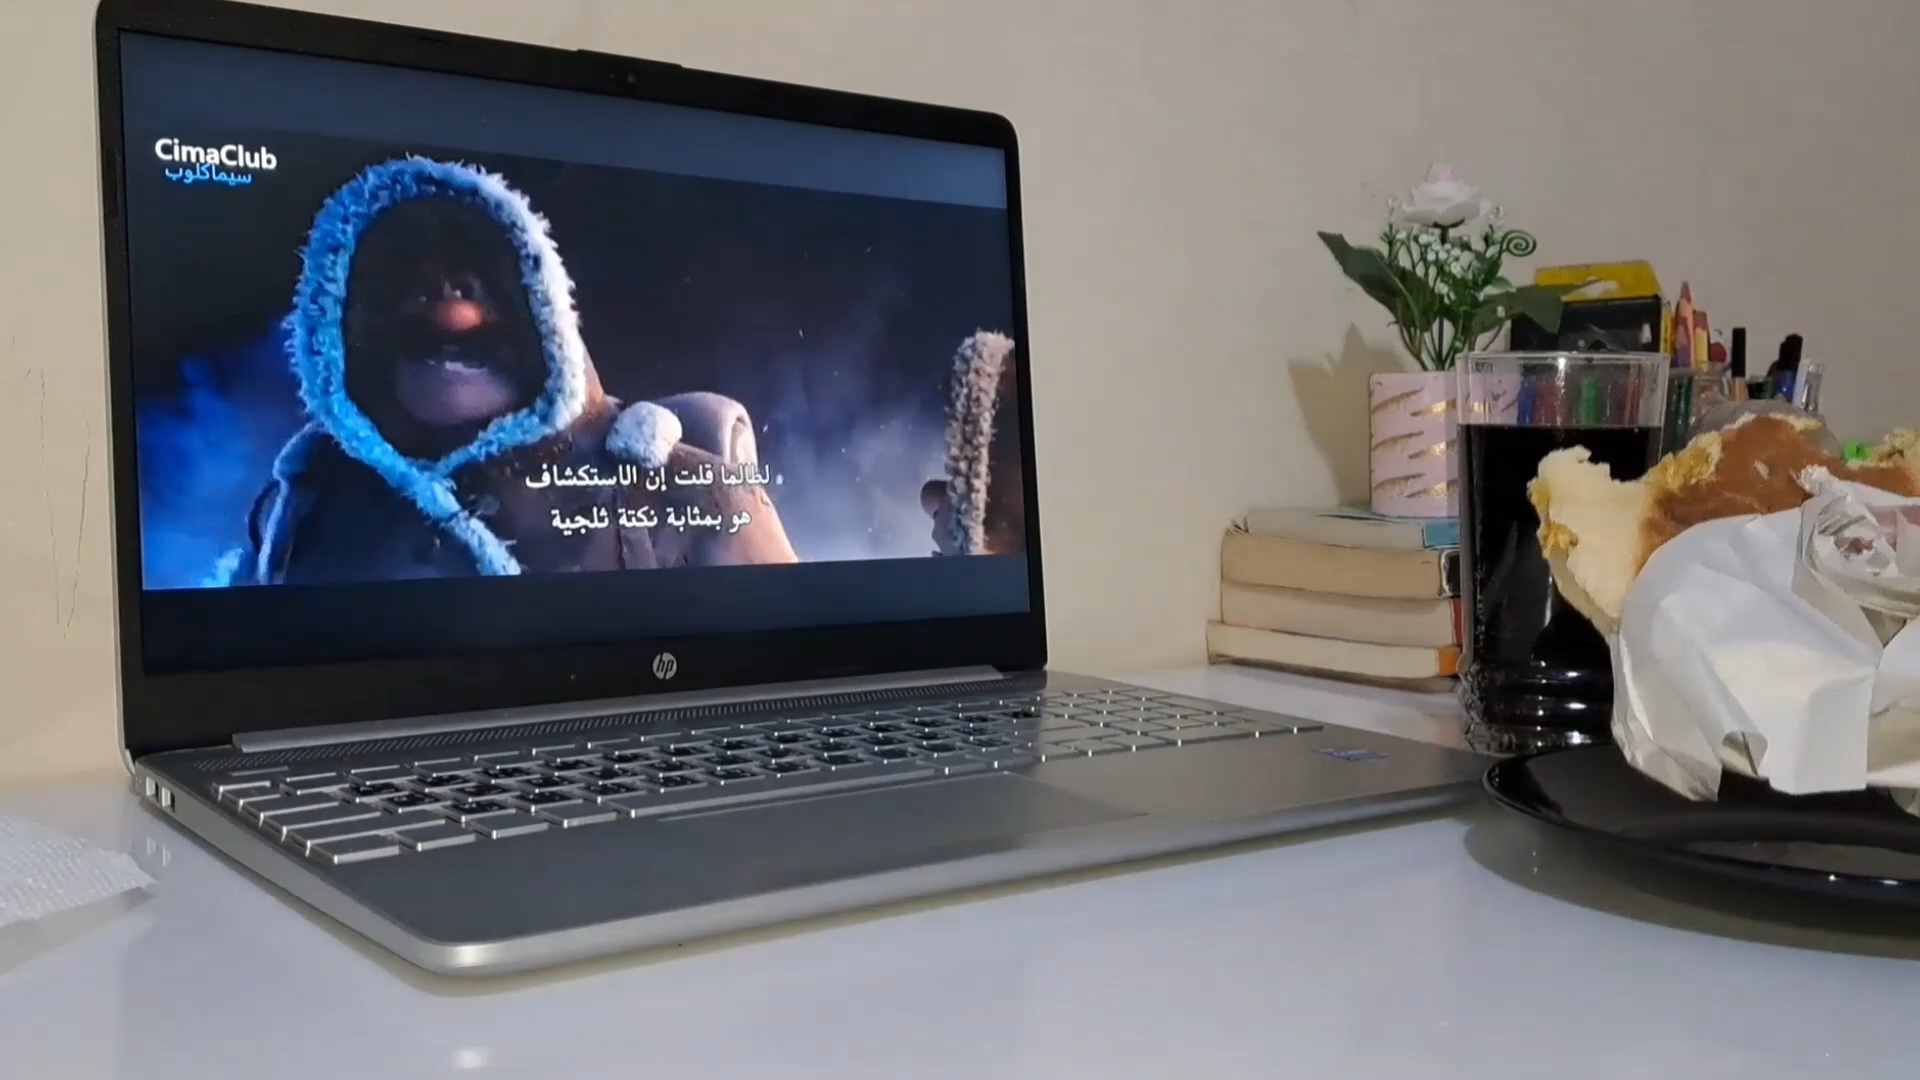 CimaClub
سيماكلوب
لطالما قلت إن الاستكشاف
هو بمثابة نكتة ثلجية
hp